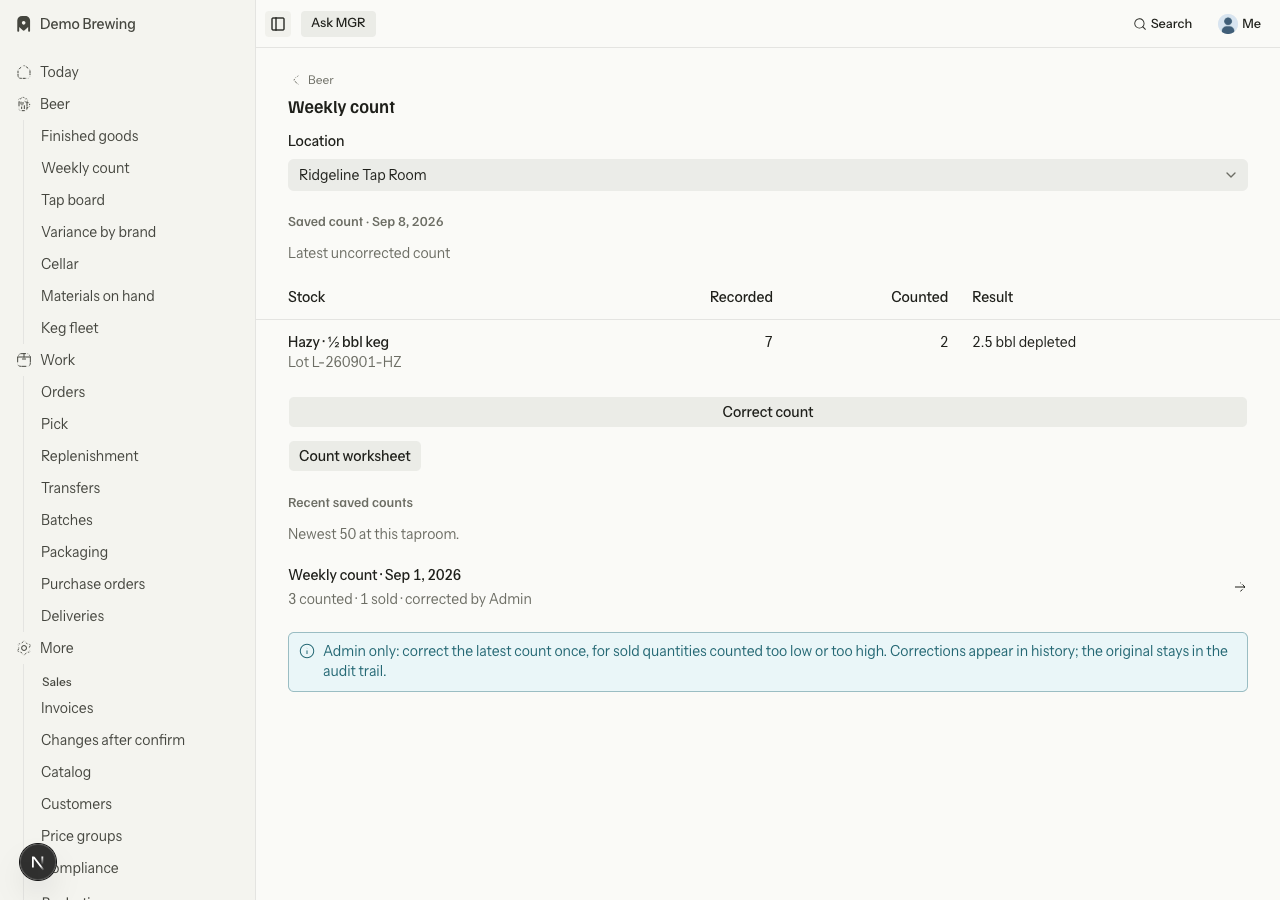 Demo Brewing
Ask MGR
Search
Me
Today
Beer
Finished goods
Weekly count
Tap board
Variance by brand
Cellar
Materials on hand
Keg fleet
Work
Orders
Pick
Replenishment
Transfers
Batches
Packaging
Purchase orders
Deliveries
More
Sales
Invoices
Changes after confirm
Catalog
Customers
Price groups
N
Beer
Weekly count
Location
Ridgeline Tap Room
Saved count · Sep 8, 2026
Latest uncorrected count
Stock Recorded Counted Result
Hazy · ½ bbl keg 7 2 2.5 bbl depleted
Lot L-260901-HZ
Correct count
Count worksheet
Recent saved counts
Newest 50 at this taproom.
Weekly count · Sep 1, 2026
3 counted · 1 sold · corrected by Admin
Admin only: correct the latest count once, for sold quantities counted too low or too high. Corrections appear in history; the original stays in the
audit trail.